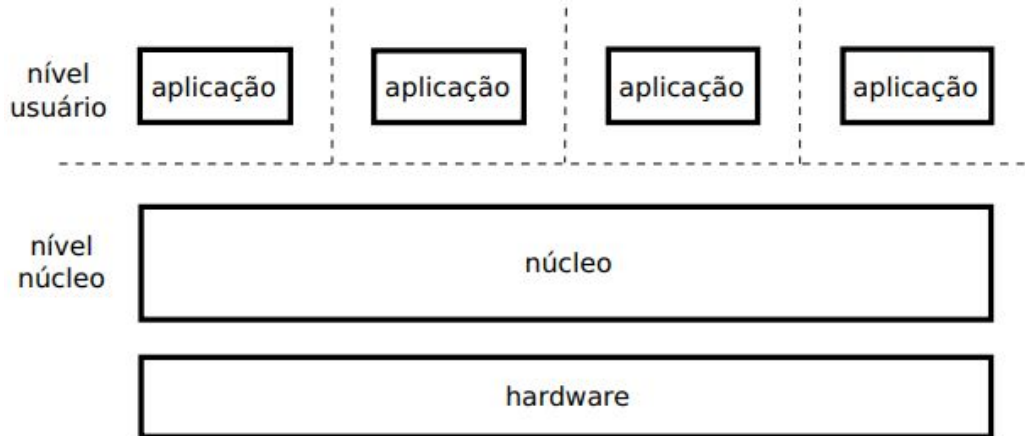 nível
usuário
aplicação
aplicação
aplicação
aplicação
nível
núcleo
núcleo
hardware